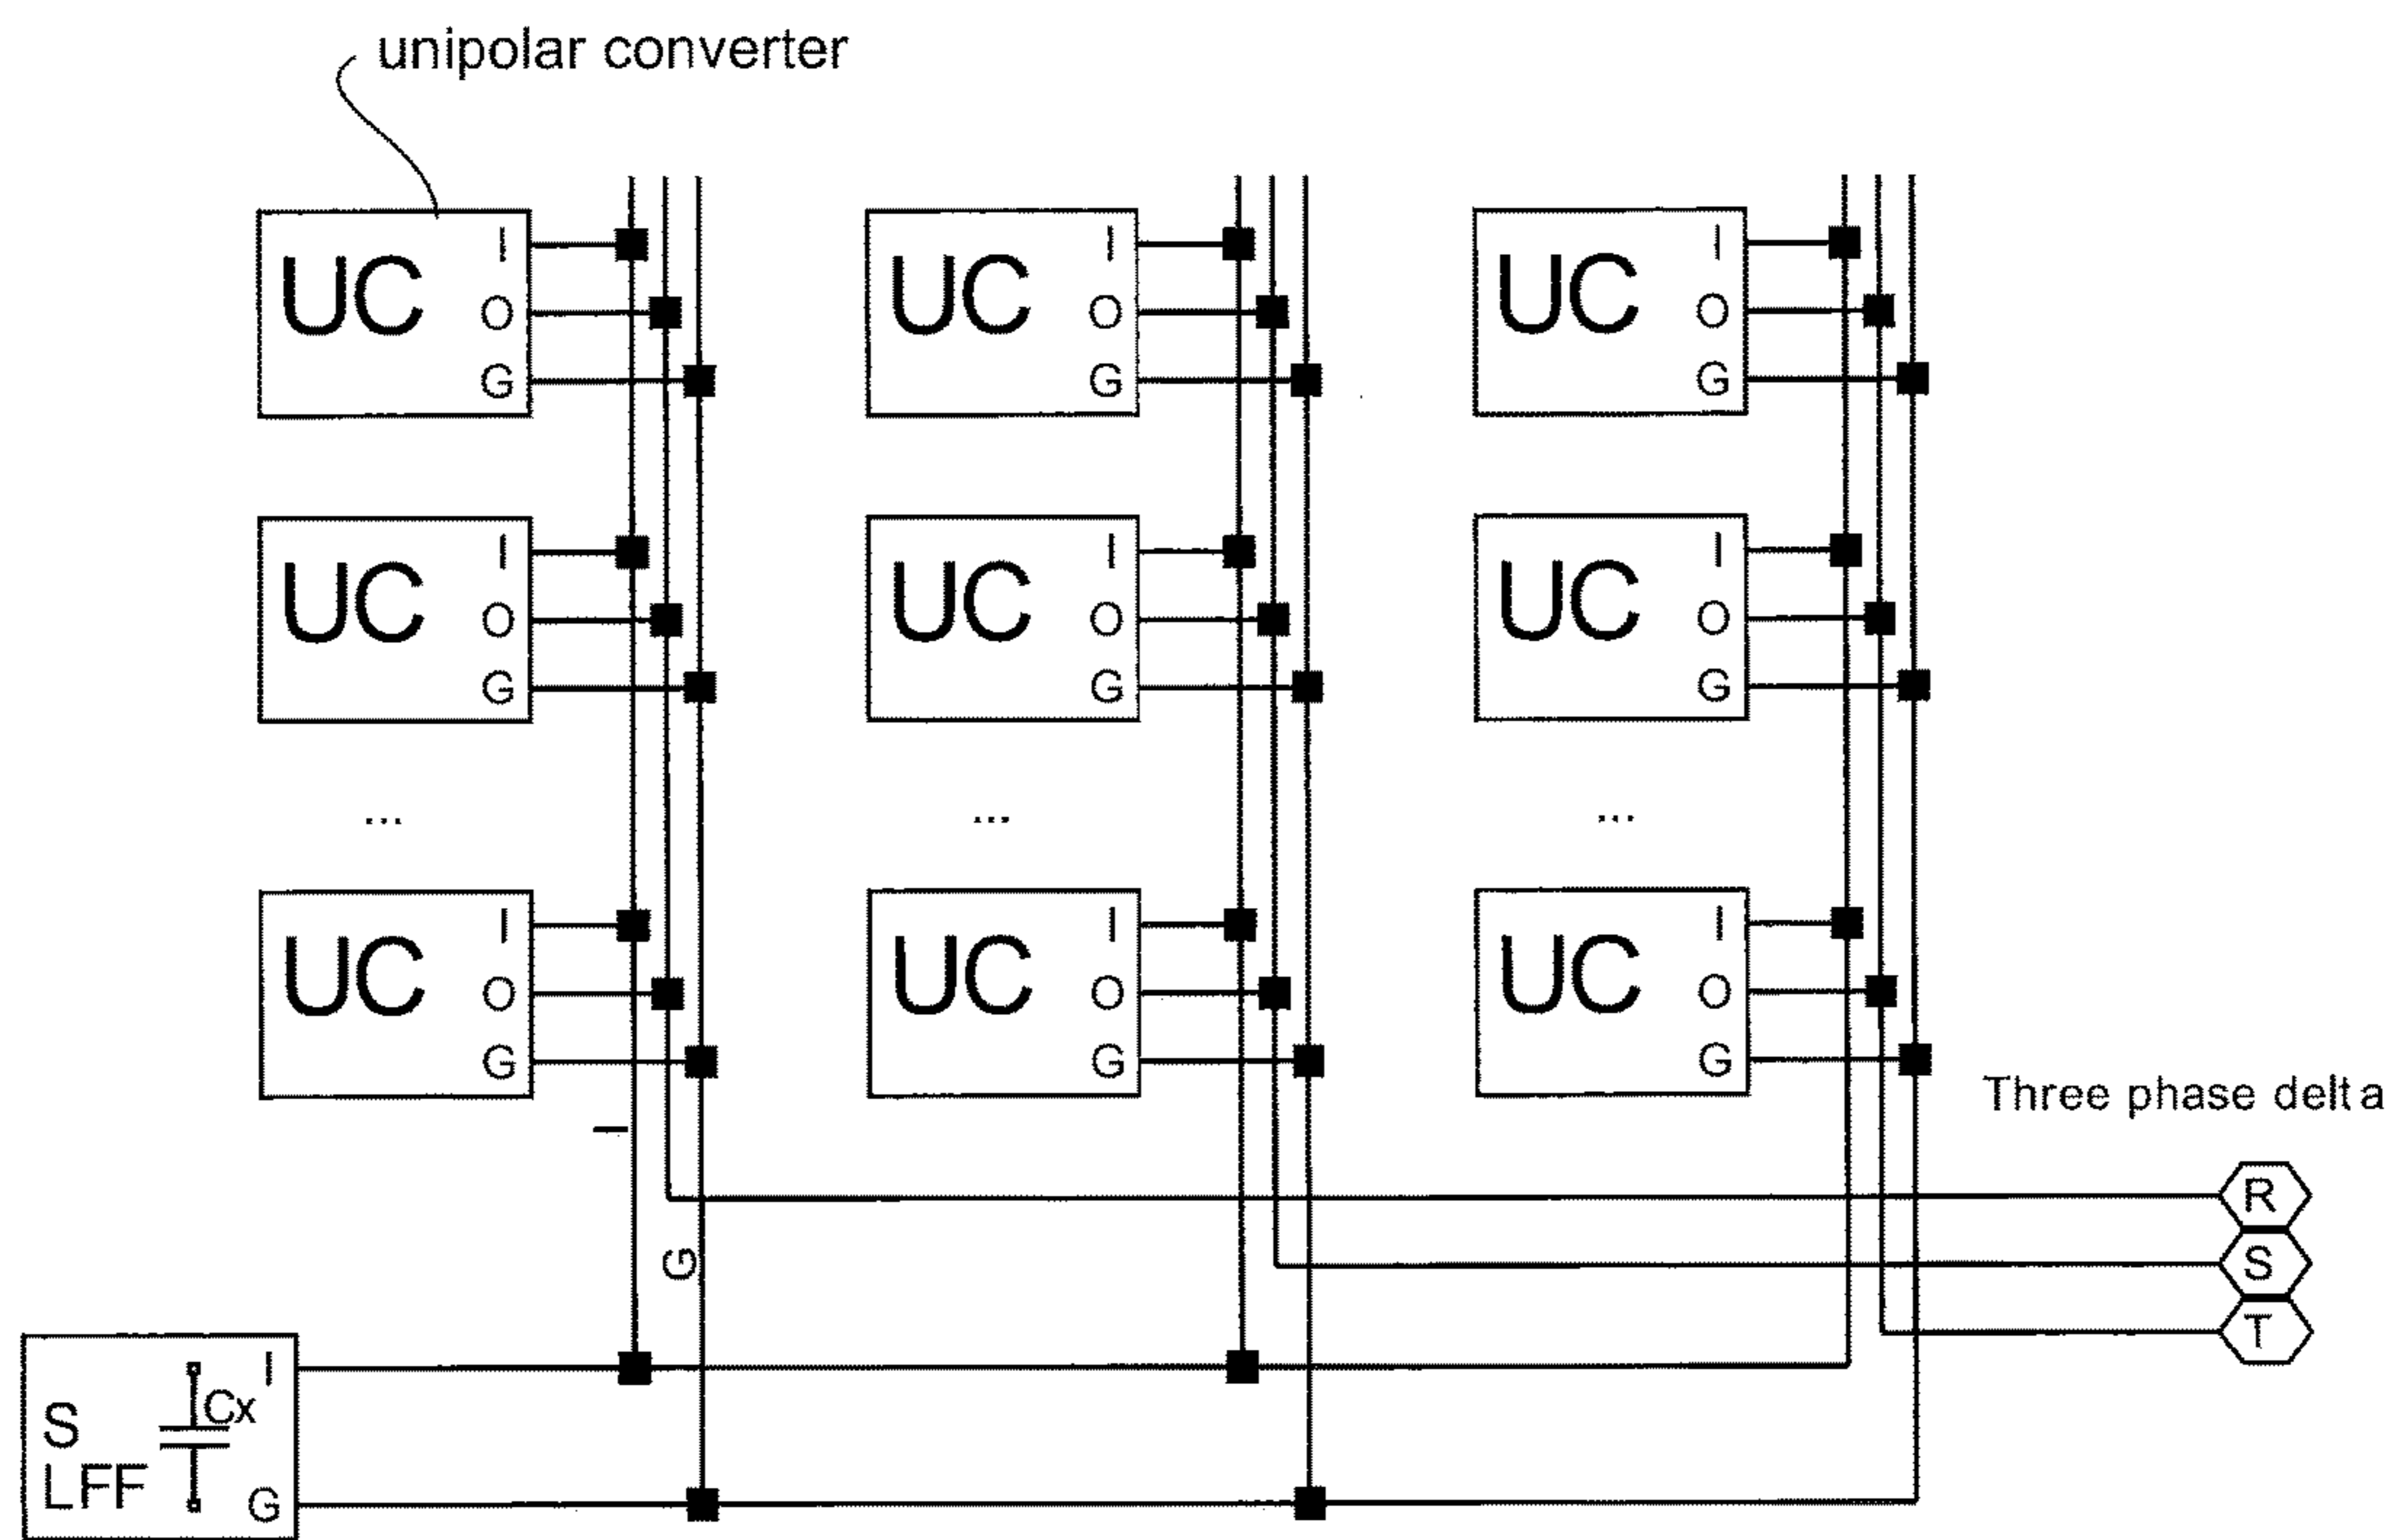 unipolar converter
UC I O G
UC I O G
UC I O G
UC I O G
UC I O G
UC I O G
... ... ...
UC I O G
UC I O G
UC I O G
Three phase delta
I
R
G
S
T
I
Cx
S
LFF
G